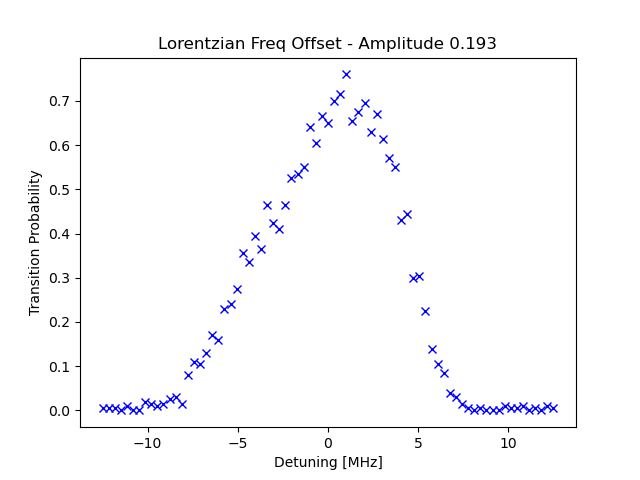 Lorentzian Freq Offset - Amplitude 0.193
Transition Probability
0.7
0.6
0.5
0.4
0.3
0.2
0.1
0.0
−10 −5 0 5 10
Detuning [MHz]